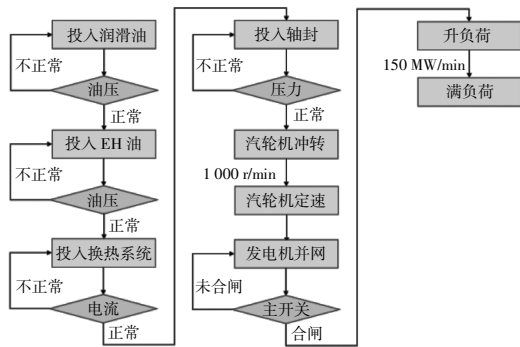 投入润滑油
不正常
油压
正常
投入 EH 油
不正常
油压
正常
投入换热系统
不正常
电流
正常
投入轴封
不正常
压力
正常
汽轮机冲转
1 000 r/min
汽轮机定速
发电机并网
未合闸
主开关
合闸
升负荷
150 MW/min
满负荷